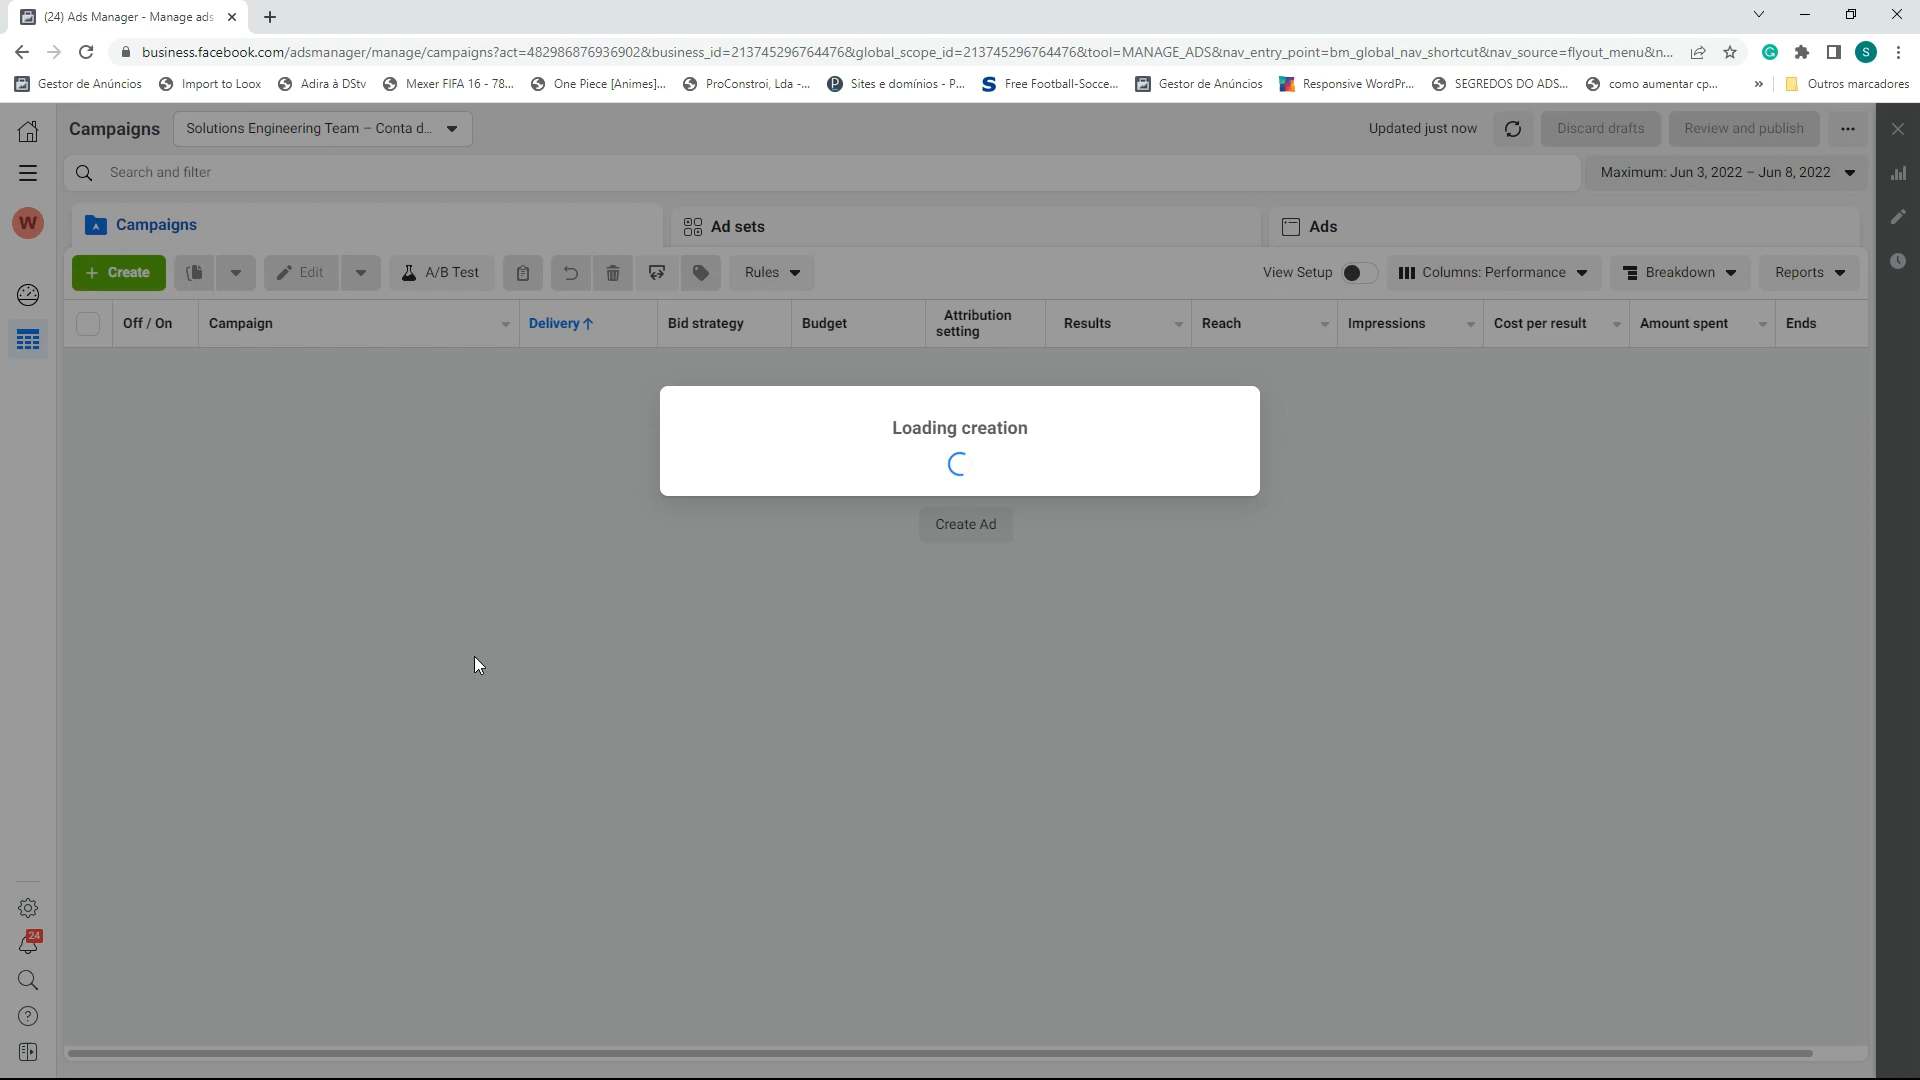 (24) Ads Manager - Manage ads
business.facebook.com/adsmanager/manage/campaigns?act=482986876936902&business_id=213745296764476&global_scope_id=213745296764476&tool=MANAGE_ADS&nav_entry_point=bm_global_nav_shortcut&nav_source=flyout_menu&n...
S
Gestor de Anúncios
Import to Loox
Adira à DStv
Mexer FIFA 16 - 78...
One Piece [Animes]...
ProConstroi, Lda -...
Sites e domínios - P...
Free Football-Socce...
Gestor de Anúncios
Responsive WordPr...
SEGREDOS DO ADS...
como aumentar cp...
»
Outros marcadores
Campaigns
Solutions Engineering Team – Conta d...
Updated just now
Discard drafts
Review and publish
Search and filter
Maximum: Jun 3, 2022 – Jun 8, 2022
W
Campaigns
Ad sets
Ads
+ Create
Edit
A/B Test
Rules
View Setup
Columns: Performance
Breakdown
Reports
Off / On
Campaign
Delivery ↑
Bid strategy
Budget
Attribution
setting
Results
Reach
Impressions
Cost per result
Amount spent
Ends
Loading creation
Create Ad
24